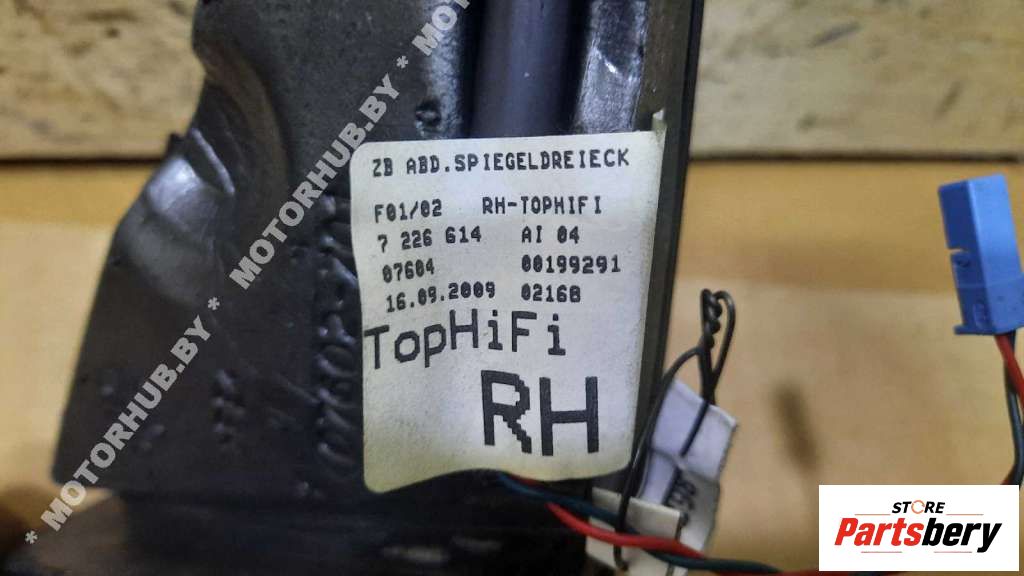 ZB ABD.SPIEGELDREIECK
F01/02 RH-TOPHIFI
7 226 614 AI 04
07604 00199291
16.09.2009 0216B
TopHiFi
RH
* MOTORHUB.BY * MOTORHUB.BY * MOTORHUB.BY * MO
STORE
Partsbery